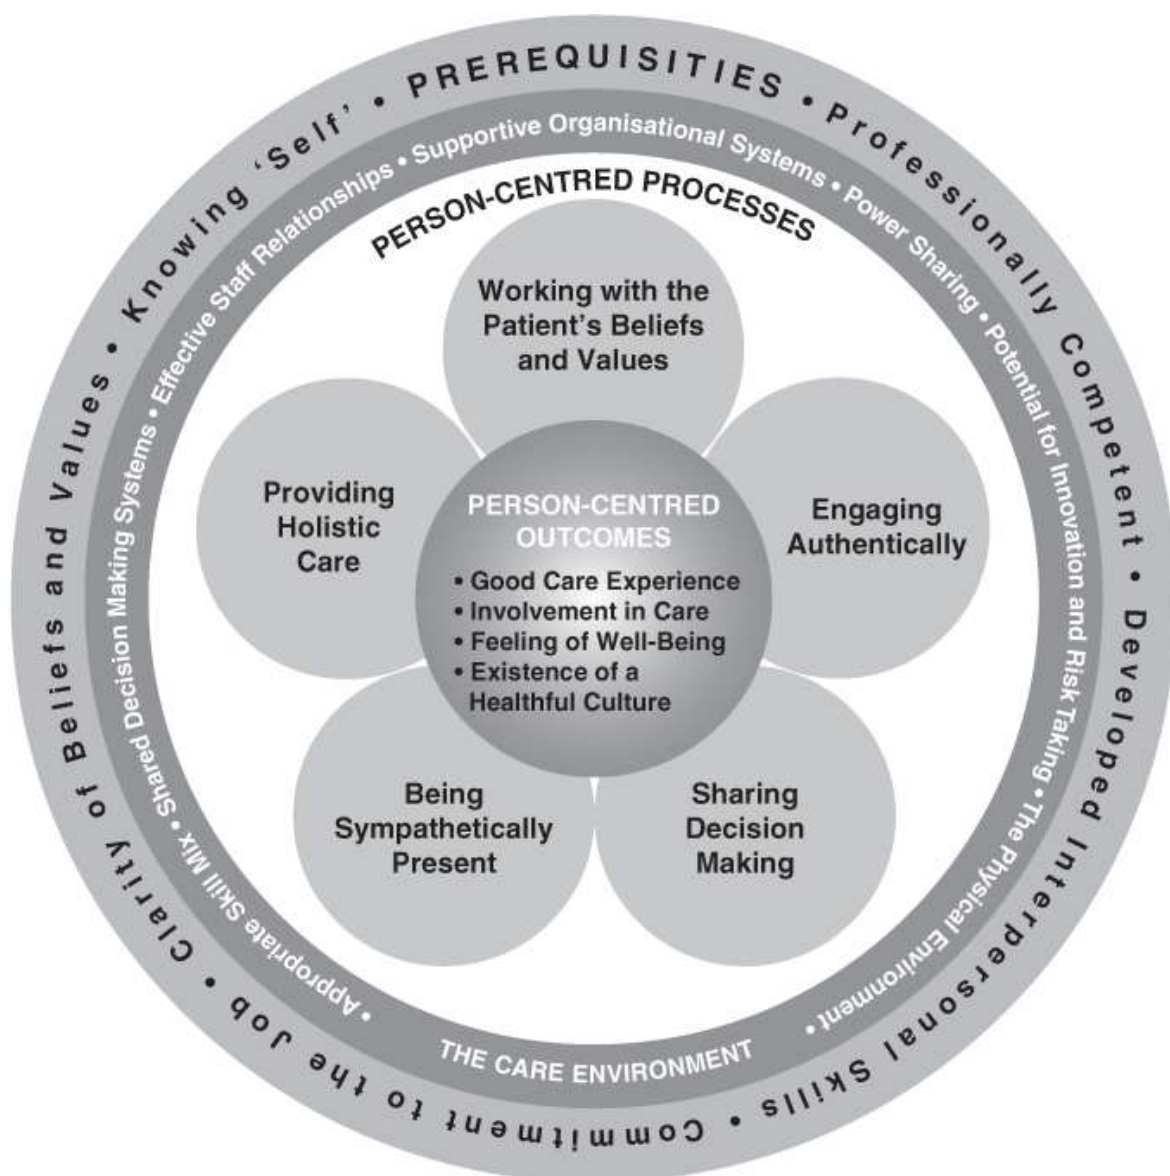 PREREQUISITIES • Professionally Competent • Developed Interpersonal Skills • Commitment to the Job • Clarity of Beliefs and Values • Knowing ‘Self’ •
• Appropriate Skill Mix • Shared Decision Making Systems • Effective Staff Relationships • Supportive Organisational Systems • Power Sharing • Potential for Innovation and Risk Taking • The Physical Environment •
THE CARE ENVIRONMENT
PERSON-CENTRED PROCESSES
Working with the
Patient’s Beliefs
and Values
Engaging
Authentically
Sharing
Decision
Making
Being
Sympathetically
Present
Providing
Holistic
Care
PERSON-CENTRED
OUTCOMES
• Good Care Experience
• Involvement in Care
• Feeling of Well-Being
• Existence of a
Healthful Culture